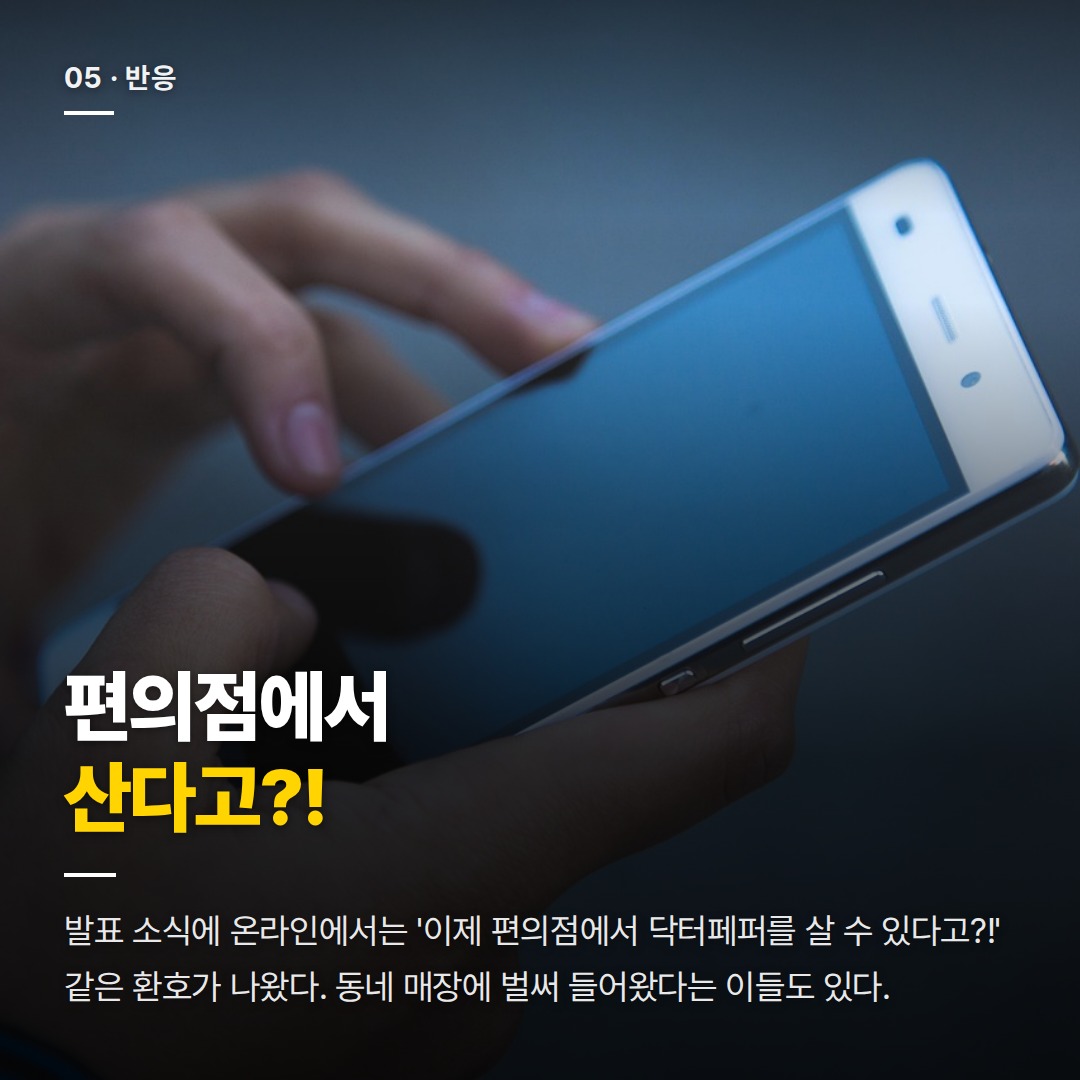 05 · 반응
편의점에서
산다고?!
발표 소식에 온라인에서는 '이제 편의점에서 닥터페퍼를 살 수 있다고?!'
같은 환호가 나왔다. 동네 매장에 벌써 들어왔다는 이들도 있다.